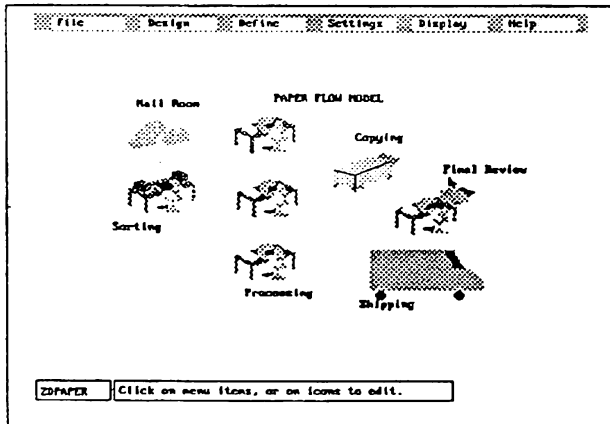 File Design Define Settings Display Help
PAPER FLOW MODEL
Mail Room
Copying
Final Review
Sorting
Processing
Shipping
ZDPAPER Click on menu items, or on icons to edit.